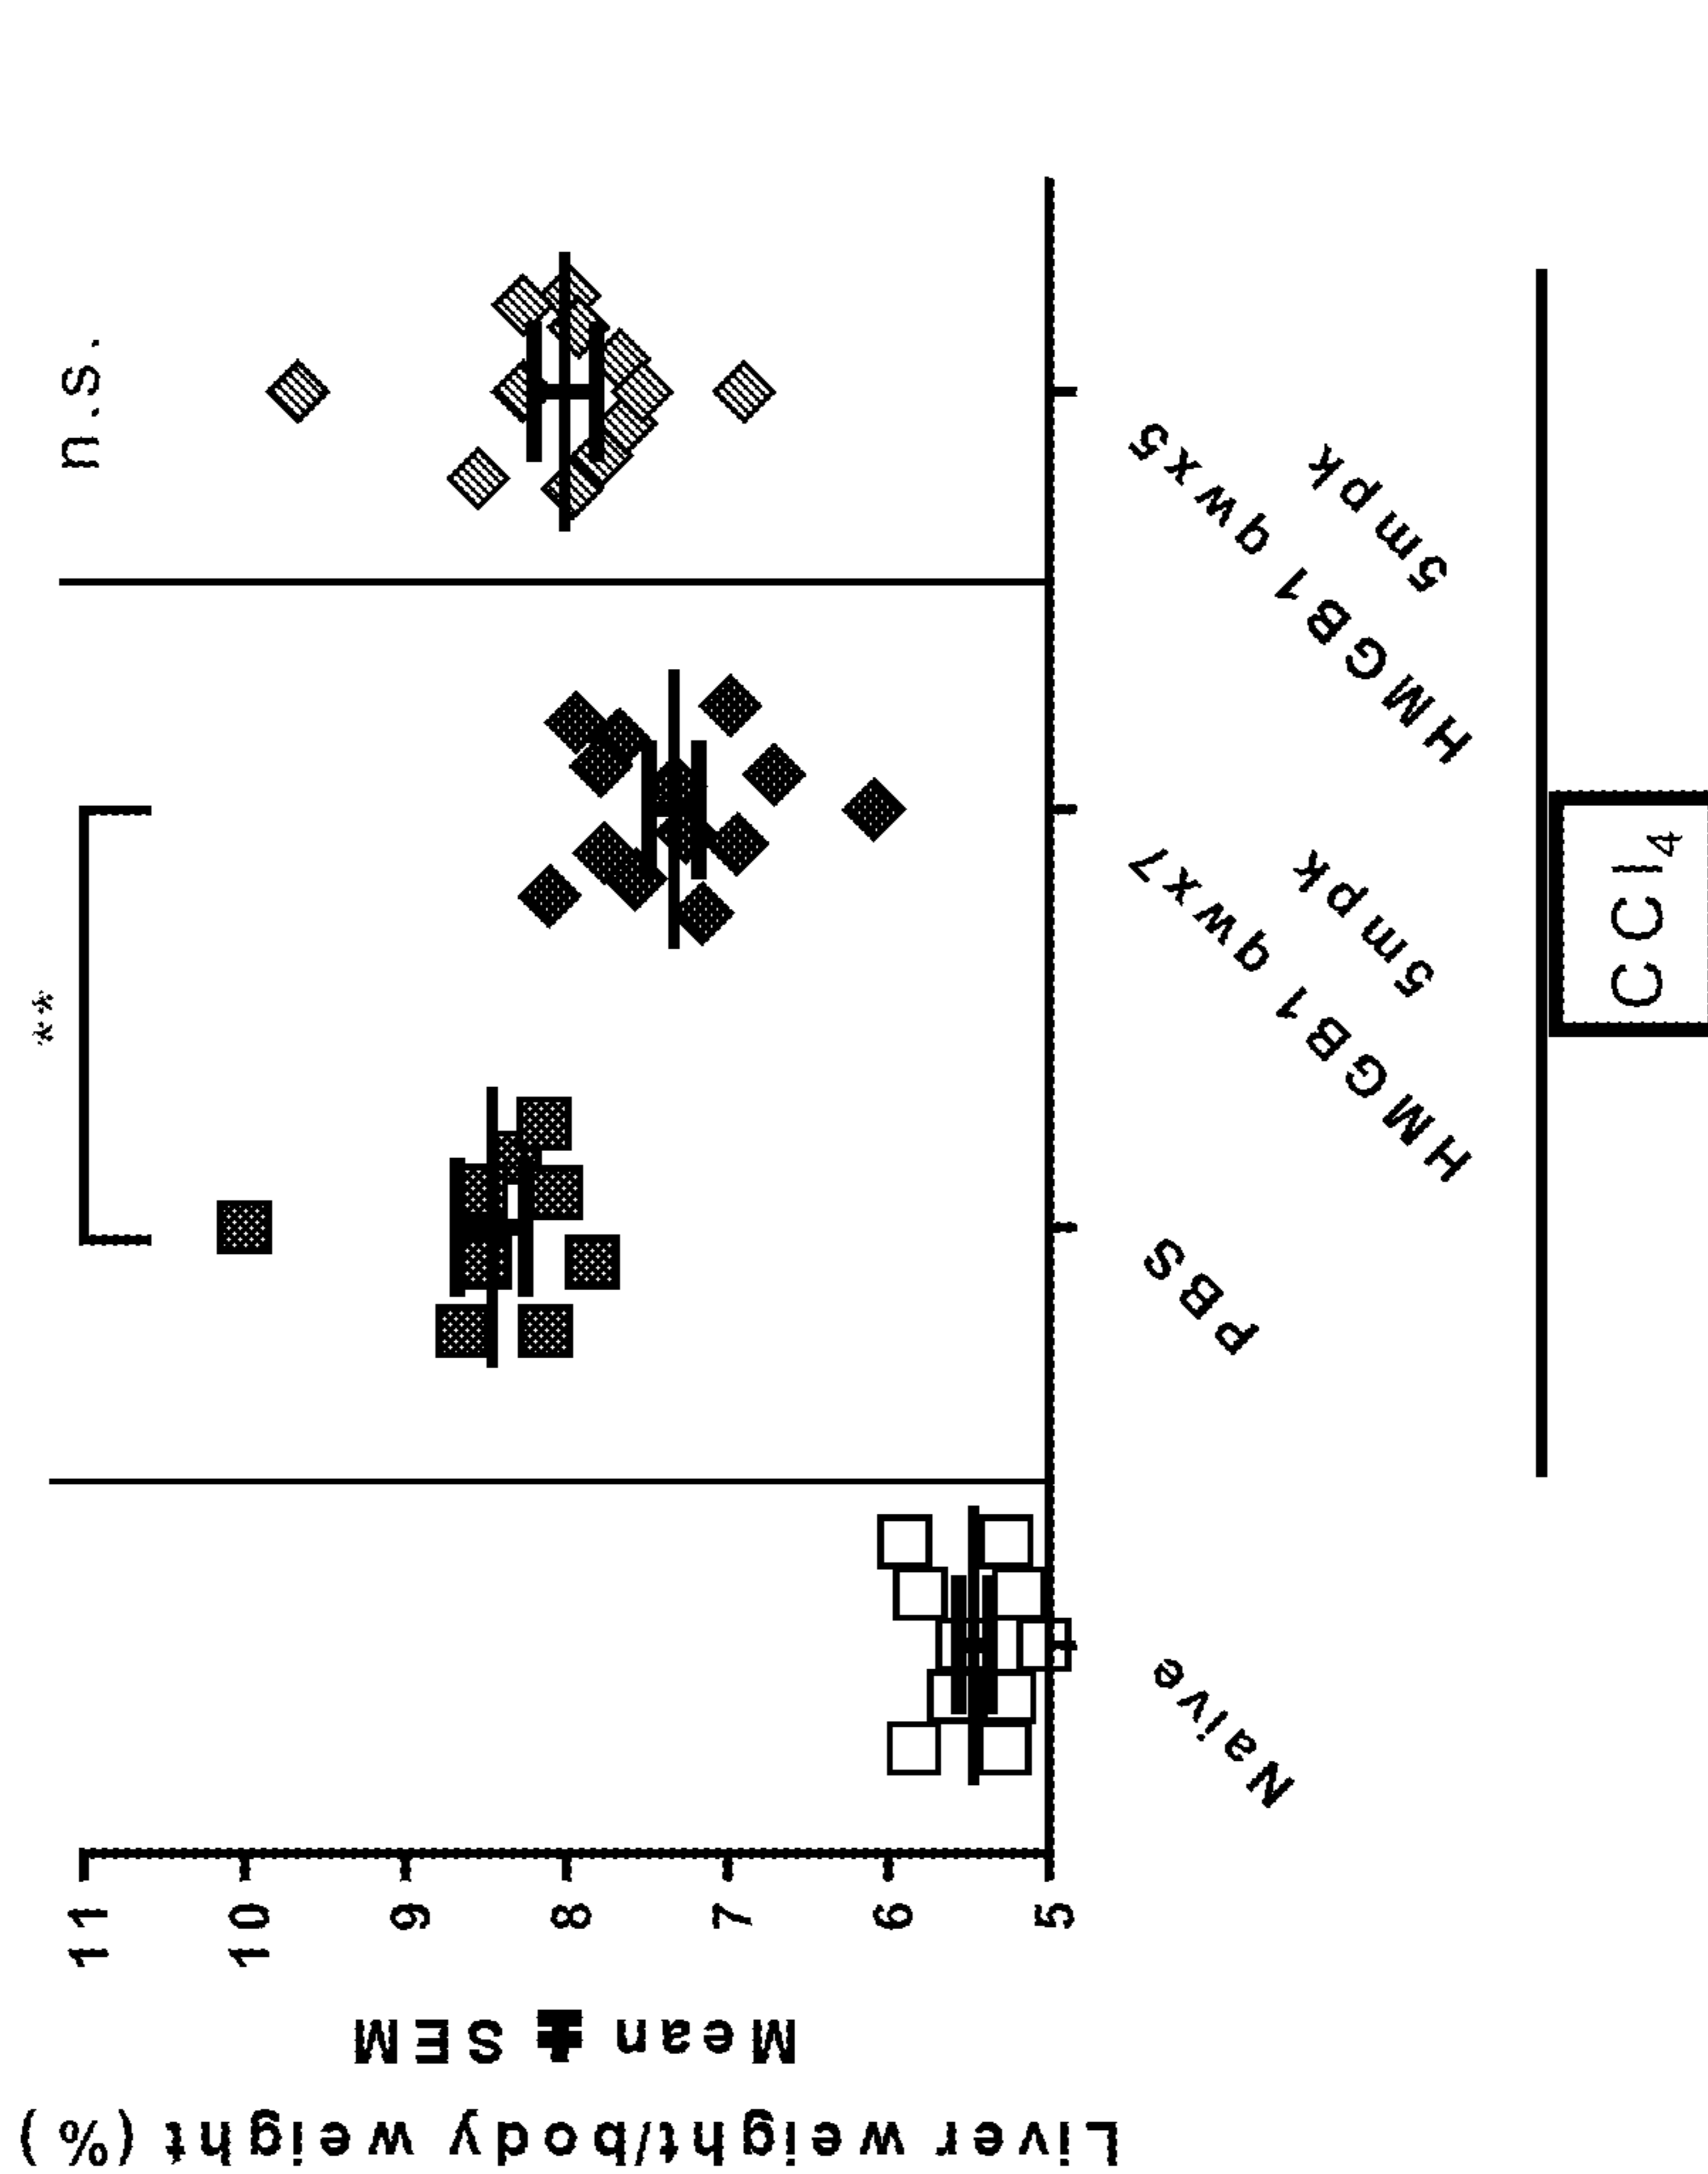 Liver weight/body weight (%)
Mean ± SEM
11
10
9
8
7
6
5
***
n.s.
Naive
PBS
HMGB1 qwx7
5mpk
HMGB1 qwx5
5mpk
CCl₄